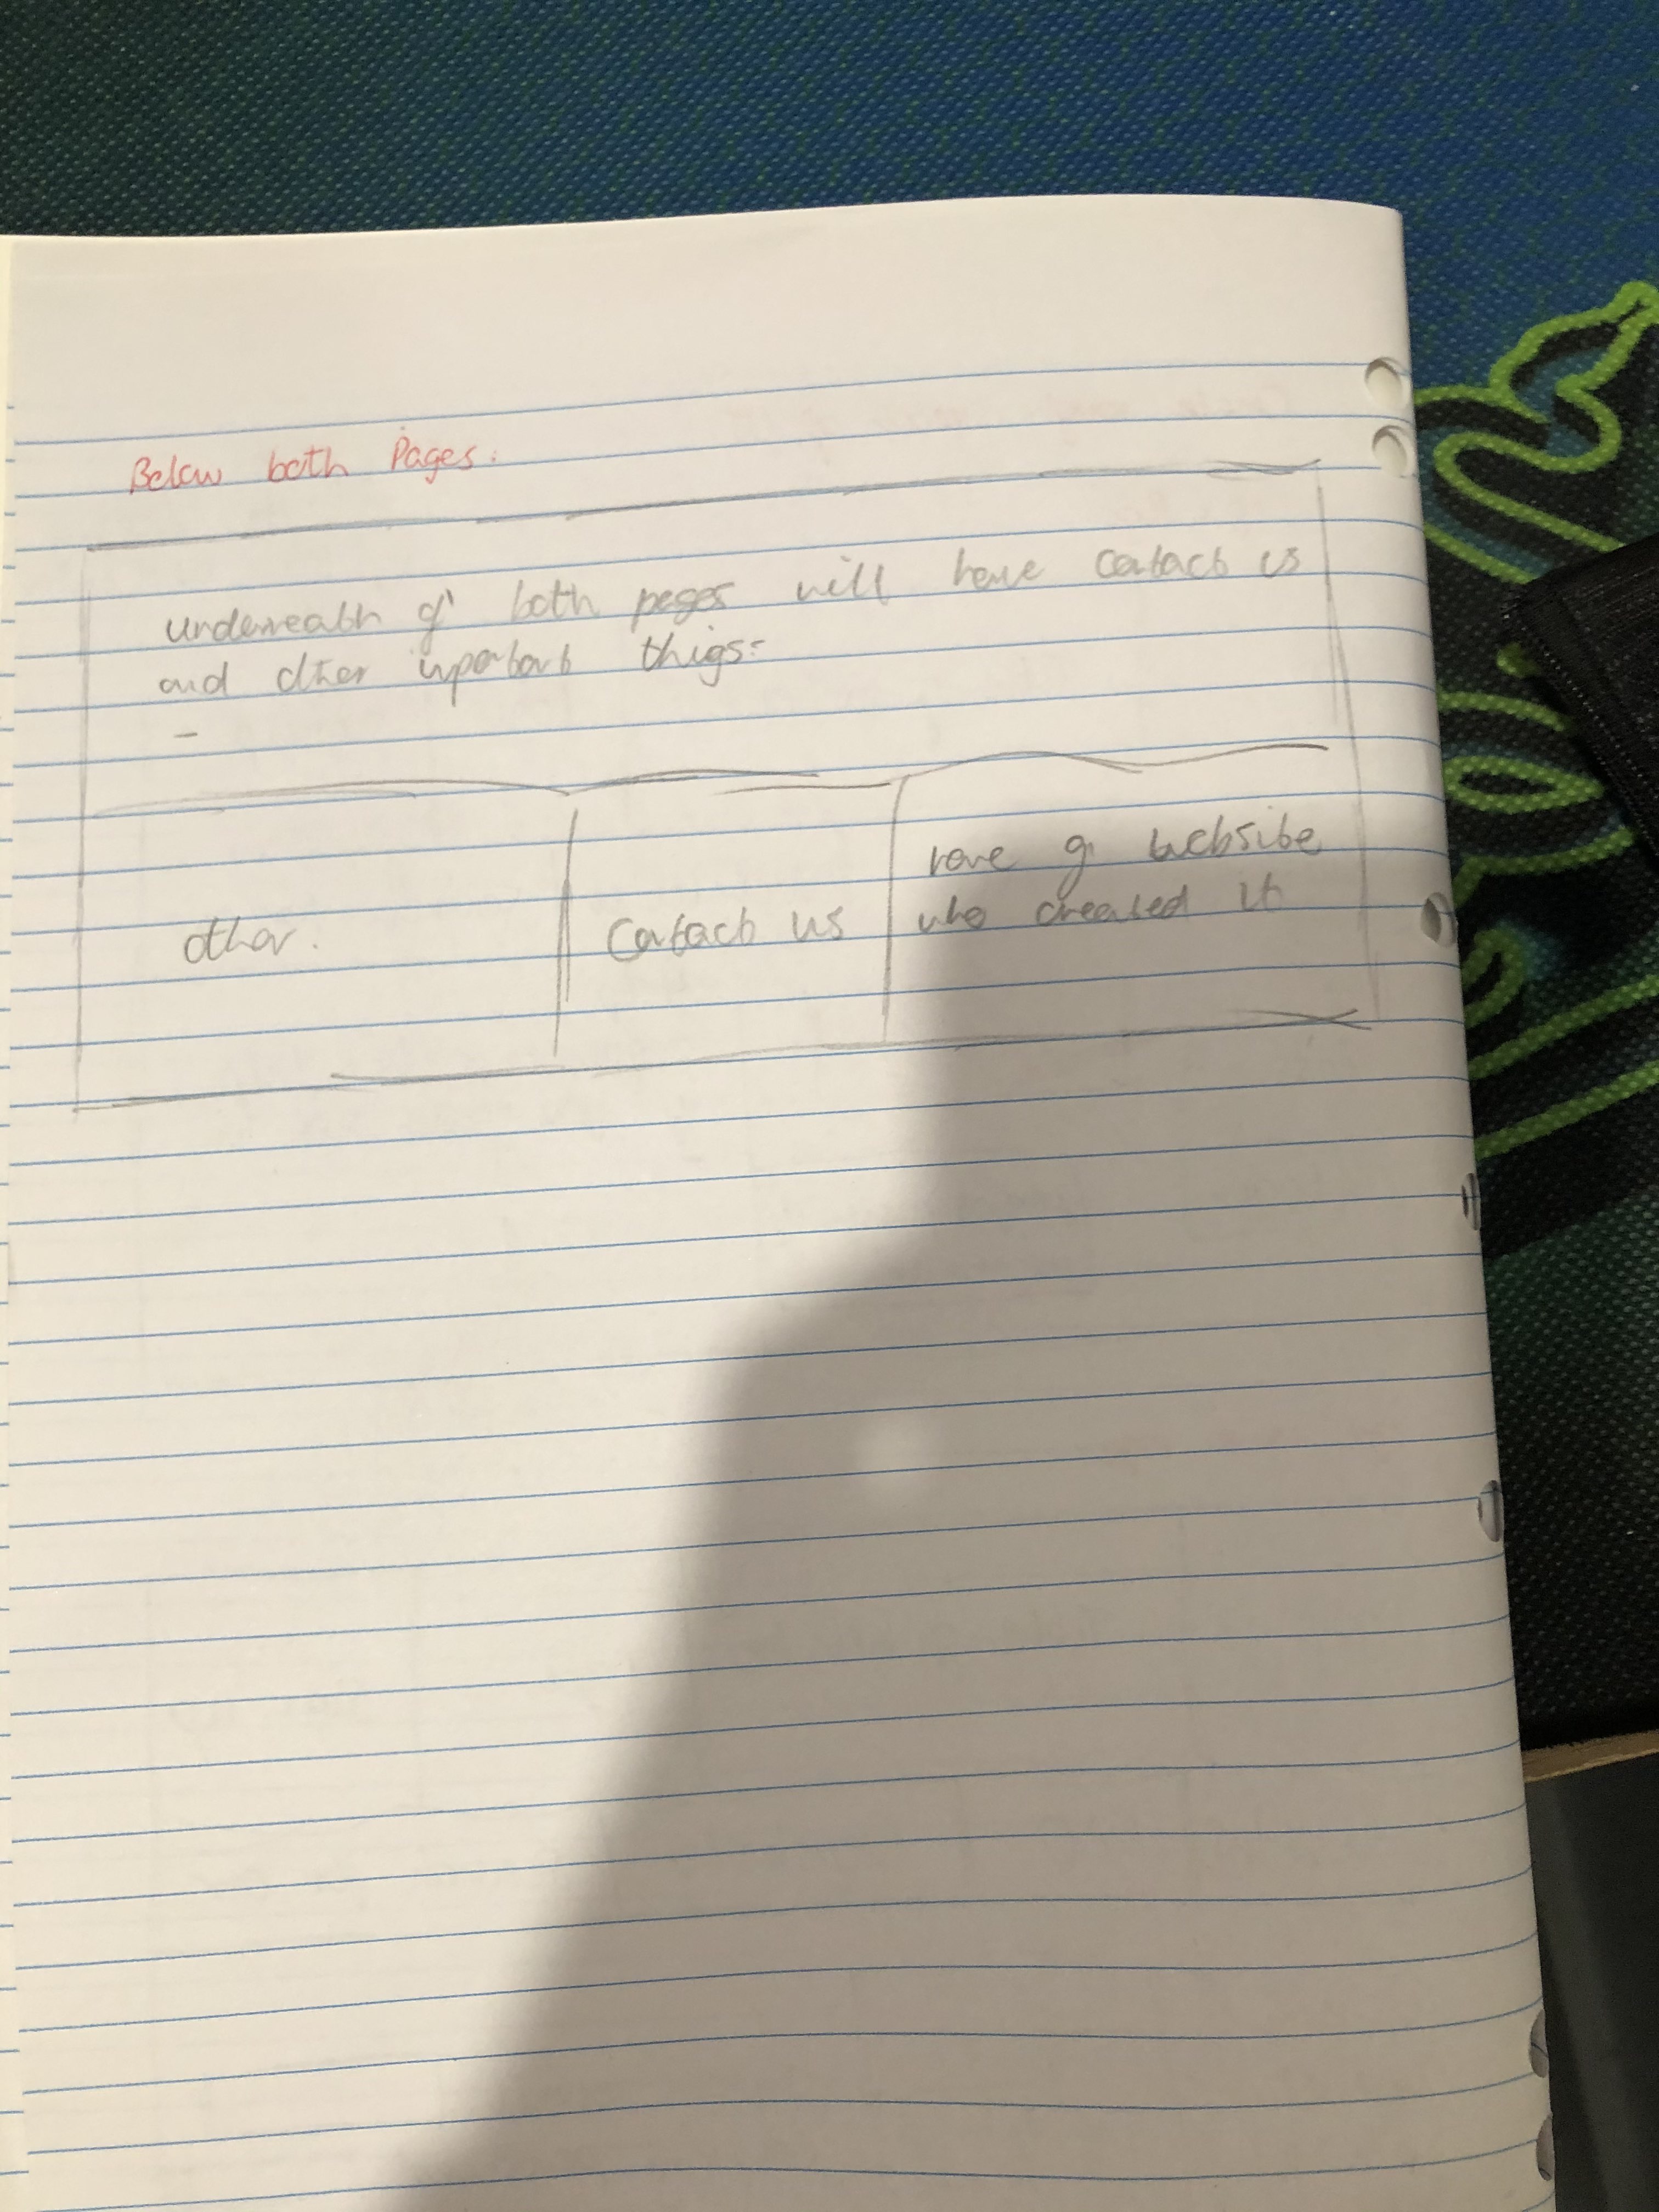 Below both Pages.
underneath of both pages will have contact us
and other important things:
-
other.
Contact us
name of website
who created it